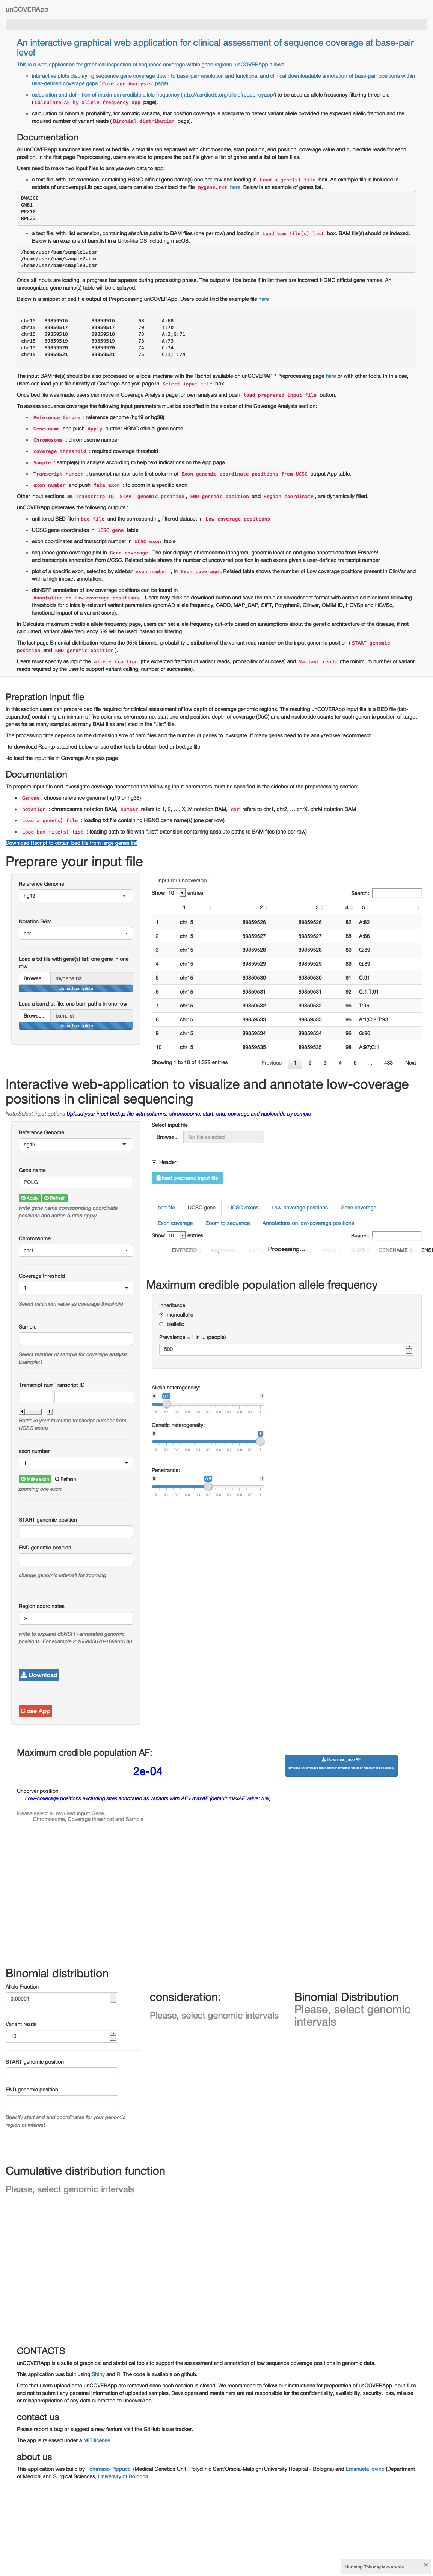 unCOVERApp
An interactive graphical web application for clinical assessment of sequence coverage at base-pair
level
This is a web application for graphical inspection of sequence coverage within gene regions. unCOVERApp allows:
interactive plots displaying sequence gene coverage down to base-pair resolution and functional and clinical annotation of base-pair positions within
user-defined coverage gaps ( Coverage Analysis page).
calculation and definition of maximum credible allele frequency (http://cardiodb.org/allelefrequencyapp/) to be used as allele frequency filtering threshold
( Calculate AF by allele frequency app page).
calculation of binomial probability, for somatic variants, that position coverage is adequate to detect variant allele provided the expected allelic fraction and the
required number of variant reads ( Binomial distribution page).
Documentation
All unCOVERApp functionalities need of bed file, a text file tab separated with chromosome, start position, end position, coverage value and nucleotide reads for each
position. In the first page Preprocessing, users are able to prepare the input file given a list of genes and a list of bams files.
Users need to make two input files to analyse own data to app:
a text file, with .txt extension, containing HGNC official gene name(s) one per row and loading in Load a gene(s) file box. An example file is included in
extdata of uncoverappLib packages, users can also download the file mygene.txt here. Below is an example of genes list.
DNAJC8
GNB1
PEX10
RPL22
a text file, with .list extension, containing absolute paths to BAM files (one per row) and loading in Load bam file(s) list box. BAM file(s) should be indexed.
Below is an example of bam.list in a Unix-like OS including macOS.
/home/user/bam/sample1.bam
/home/user/bam/sample2.bam
/home/user/bam/sample3.bam
Once all inputs are loading, a progress bar appears during processing phase. The output will be broke if in list there are incorrect HGNC official gene names. An
unrecognized gene name(s) table will be displayed.
Below is a snippet of bed file output of Preprocessing unCOVERApp. Users could find the example file here
chr15 89859516 89859516 68 A:68
chr15 89859517 89859517 70 T:70
chr15 89859518 89859518 73 A:2;G:71
chr15 89859519 89859519 73 A:73
chr15 89859520 89859520 74 C:74
chr15 89859521 89859521 75 C:1;T:74
The input BAM file(s) should be also processed on a local machine with the Rscript available on unCOVERAPP Preprocessing page here or with other tools. In this cae,
users can load your file directly at Coverage Analysis page in Select input file box.
Once bed file was made, users can move in Coverage Analysis page for own analysis and push load prepared input file button.
To assess sequence coverage the following input parameters must be specified in the sidebar of the Coverage Analysis section:
Reference Genome : reference genome (hg19 or hg38)
Gene name and push Apply button: HGNC official gene name
Chromosome : chromosome number
coverage threshold : required coverage threshold
Sample : sample(s) to analyze according to help text indications on the App page
Transcript number : transcript number as in first column of Exon genomic coordinate positions from UCSC output App table.
exon number and push Make exon : to zoom in a specific exon
Other input sections, as Transcritp ID , START genomic position , END genomic position and Region coordinate , are dynamically filled.
unCOVERApp generates the following outputs :
unfiltered BED file in bed file and the corresponding filtered dataset in Low coverage positions
UCSC gene coordinates in UCSC gene table
exon coordinates and transcript number in UCSC exon table
sequence gene coverage plot in Gene coverage . The plot displays chromosome ideogram, genomic location and gene annotations from Ensembl
and transcripts annotation from UCSC. Related table shows the number of uncovered position in each exons given a user-defined transcript number
plot of a specific exon, selected by sidebar exon number , in Exon coverage . Related table shows the number of Low coverage positions present in ClinVar and
with a high impact annotation.
dbNSFP annotation of low coverage positions can be found in
Annotation on low-coverage positions . Users may click on download button and save the table as spreadsheet format with certain cells colored following
thresholds for clinically-relevant variant parameters (gnomAD allele frequency, CADD, MAP_CAP, SIFT, Polyphen2, Clinvar, OMIM ID, HGVSp and HGVSc,
functional impact of a variant score).
In Calculate maximum credible allele frequency page, users can set allele frequency cut-offs based on assumptions about the genetic architecture of the disease, if not
calculated, variant allele frequency 5% will be used instead for filtering
The last page Binomial distribution returns the 95% binomial probability distribution of the variant read number on the input genomic position ( START genomic
position and END genomic position ).
Users must specify as input the allele fraction (the expected fraction of variant reads, probability of success) and Variant reads (the minimum number of variant
reads required by the user to support variant calling, number of successes).
Prepration input file
In this section users can prepare bed file required for clinical assessment of low depth of coverage genomic regions. The resulting unCOVERapp input file is a BED file (tab-
seperated) containing a minimum of five columns, chromosome, start and end position, depth of coverage (DoC) and and nucleotides count for each genomic position of target
genes for as many samples as many BAM files are listed in the ".list" file.
The processing time depends on the dimension size of bam files and the number of genes to investigate. If many genes need to be analyzed we recommend:
-to download Rscritp attached below or use other tools to obtain bed or bed.gz file
-to load the input file in Coverage Analysis page
Documentation
To prepare input file and investigate coverage annotation the following input parameters must be specified in the sidebar of the preprocessing section:
Genome : choose reference genome (hg19 or hg38)
notation : chromosome notation BAM, number refers to 1, 2, ..., X,.M notation BAM, chr refers to chr1, chr2, ... chrX, chrM notation BAM
Load a gene(s) file : loading txt file containing HGNC gene name(s) (one per row)
Load bam file(s) list : loading path to file with ".list" extension containing absolute paths to BAM files (one per row)
Download Rscript to obtain bed.file from large genes list
Preprare your input file
Reference Genome
hg19
Notation BAM
chr
Load a txt file with gene(s) list: one gene in one
row
Browse... mygens.txt
Upload complete
Load a bam.list file: one bam paths in one row
Browse... bam.list
Upload complete
input for uncoverapp
Show 10 entries Search:
1 2 3 4 5
1 chr15 89859526 89859526 82 A:82
2 chr15 89859527 89859527 88 A:88
3 chr15 89859528 89859528 89 G:89
4 chr15 89859529 89859529 89 G:89
5 chr15 89859530 89859530 91 C:91
6 chr15 89859531 89859531 92 C:1;T:91
7 chr15 89859532 89859532 96 T:96
8 chr15 89859533 89859533 96 A:1;C:2;T:93
9 chr15 89859534 89859534 96 G:96
10 chr15 89859535 89859535 98 A:97;C:1
Showing 1 to 10 of 4,322 entries Previous 1 2 3 4 5 ... 433 Next
Interactive web-application to visualize and annotate low-coverage
positions in clinical sequencing
Note:Select input options Upload your input bed.gz file with columns: chromosome, start, end, coverage and nucleotide by sample
Reference Genome
hg19
Gene name
POLG
Apply Refresh
write gene name corrisponding coordinate
positions and action button apply
Chromosome
chr1
Coverage threshold
1
Select minimum value as coverage threshold
Sample
Select number of sample for coverage analysis.
Example:1
Transcript num Transcript ID
Retrieve your favourite transcript number from
UCSC exons
exon number
1
Make exon Refresh
zooming one exon
START genomic position
END genomic position
change genomic intervall for zooming
Region coordinates
:-
write to expland dbNSFP-annotated genomic
positions. For example 2:166845670-166930180
Download
Close App
Select input file
Browse... No file selected
Header
load prepared input file
bed file UCSC gene UCSC exons Low-coverage positions Gene coverage
Exon coverage Zoom to sequence Annotations on low-coverage positions
Show 10 entries Search:
ENTREZID Processing... GENENAME ENSE
Maximum credible population allele frequency
Inheritance:
monoallelic
biallelic
Prevalence = 1 in ... (people)
500
Allelic heterogeneity:
0 0.1 1
0 0.1 0.2 0.3 0.4 0.5 0.6 0.7 0.8 0.9 1
Genetic heterogeneity:
0 1
0 0.1 0.2 0.3 0.4 0.5 0.6 0.7 0.8 0.9 1
Penetrance:
0 0.5 1
0 0.1 0.2 0.3 0.4 0.5 0.6 0.7 0.8 0.9 1
Maximum credible population AF:
2e-04
Download_maxAF
Uncorver position
Low-coverage positions excluding sites annotated as variants with AF> maxAF (default maxAF value: 5%)
Please select all required input: Gene,
Chromosome, Coverage threshold and Sample
Binomial distribution
Allele Fraction
0.00001
Variant reads
10
START genomic position
END genomic position
Specify start and end coordinates for your genomic
region of interest
consideration:
Please, select genomic intervals
Binomial Distribution
Please, select genomic
intervals
Cumulative distribution function
Please, select genomic intervals
CONTACTS
unCOVERApp is a suite of graphical and statistical tools to support the assessment and annotation of low sequence coverage positions in genomic data.
This application was built using Shiny and R. The code is available on github.
Data that users upload onto unCOVERApp are removed once each session is closed. We recommend to follow our instructions for preparation of unCOVERApp input files
and not to submit any personal information of uploaded samples. Developers and mantainers are not responsible for the confidentiality, availability, security, loss, misuse
or misappropriation of any data submitted to uncoverApp.
contact us
Please report a bug or suggest a new feature visit the GitHub issue tracker.
The app is released under a MIT license
about us
This application was build by Tommaso Pippucci (Medical Genetics Unit, Polyclinic Sant'Orsola-Malpighi University Hospital - Bologna) and Emanuela Iovino (Department
of Medical and Surgical Sciences, University of Bologna .
Running This may take a while